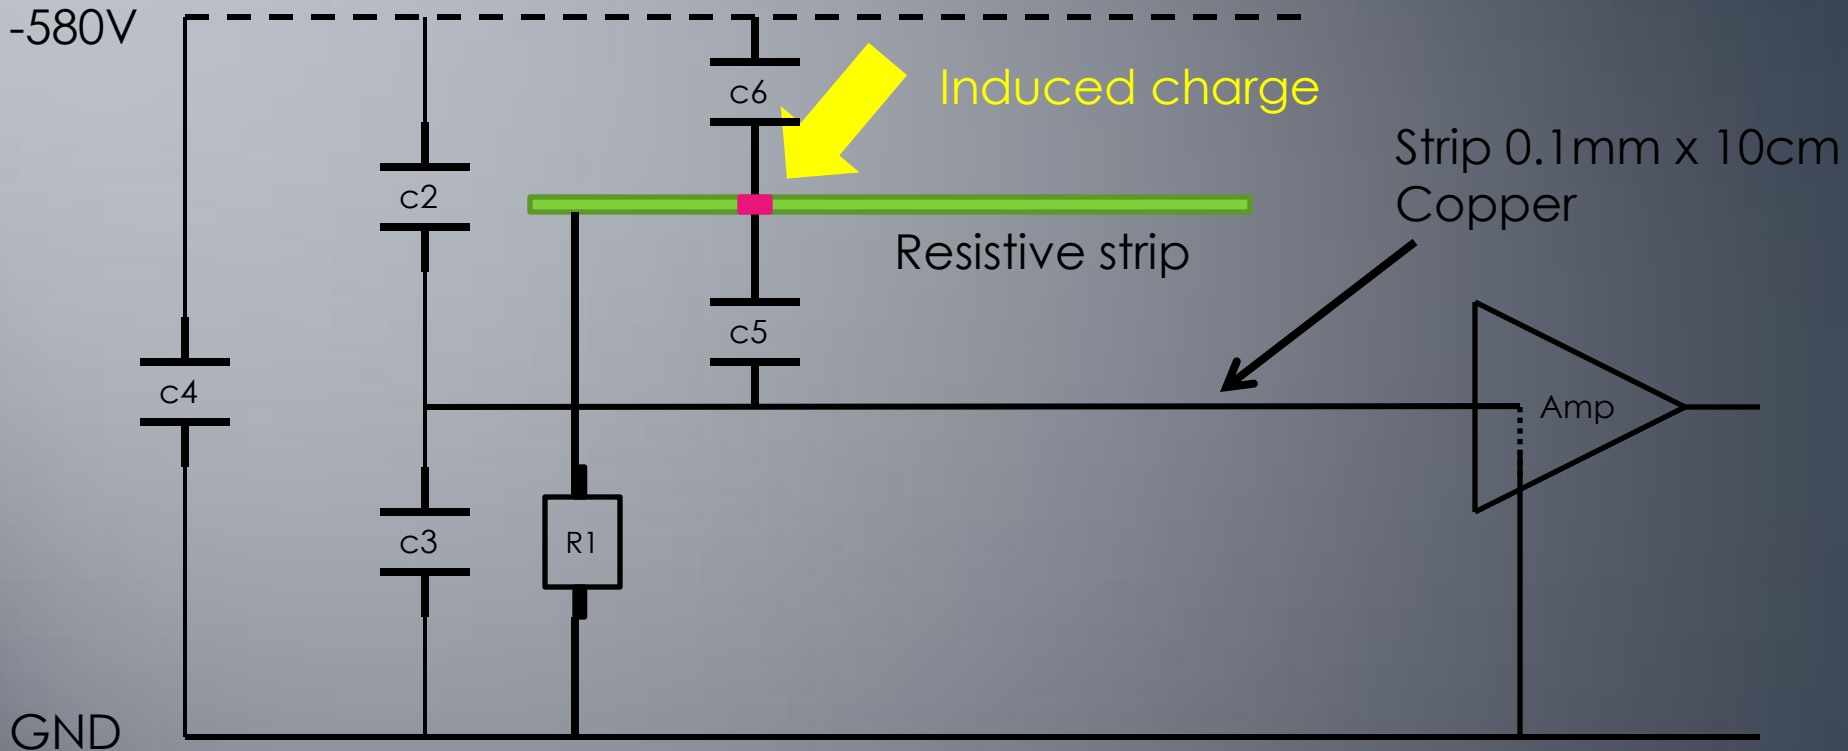 -580V
c6
Induced charge
Strip 0.1mm x 10cm
Copper
c2
Resistive strip
c5
c4
Amp
c3
R1
GND